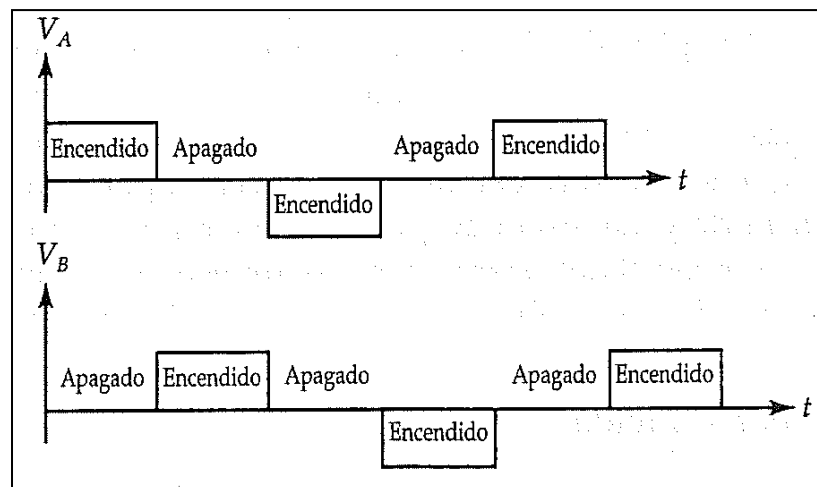 V_A
Encendido Apagado Apagado Encendido
t
Encendido
V_B
Apagado Encendido Apagado Apagado Encendido
t
Encendido